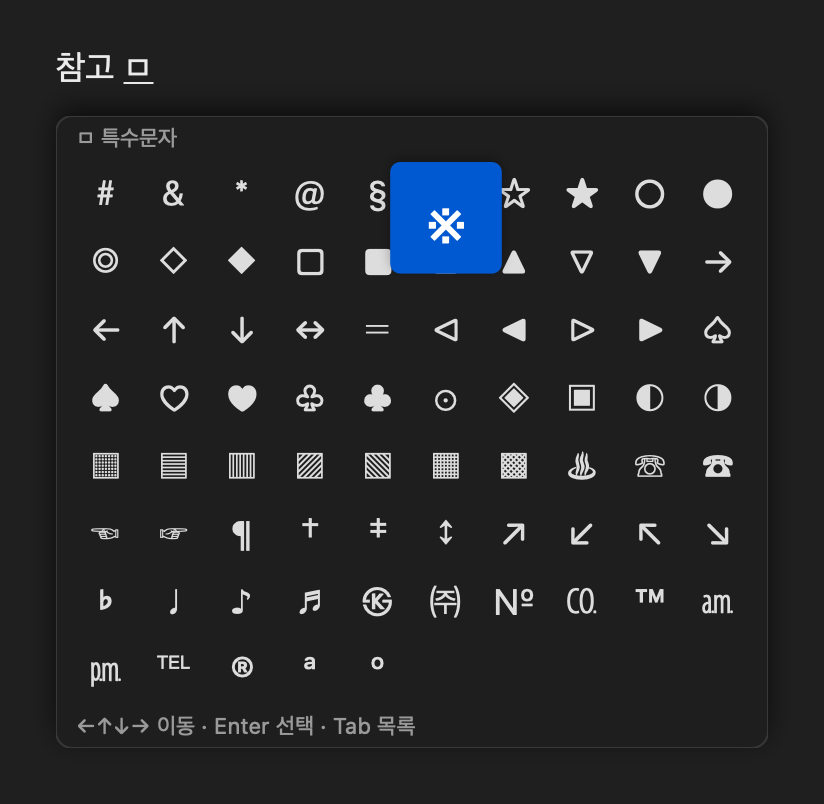 참고 ㅁ
ㅁ 특수문자
# & * @ § ※ ☆ ★ ○ ●
◎ ◇ ◆ □ ■ ▲ ▽ ▼ →
← ↑ ↓ ↔ 〓 ◁ ◀ ▷ ▶ ♤
♠ ♡ ♥ ♧ ♣ ⊙ ◈ ▣ ◐ ◑
▒ ▤ ▥ ▨ ▧ ▦ ▩ ♨ ☏ ☎
☜ ☞ ¶ † ‡ ↕ ↗ ↙ ↖ ↘
♭ ♩ ♪ ♬ ㉿ ㈜ № ㏇ ™ ㏂
㏘ ℡ ® ª º
←↑↓→ 이동 · Enter 선택 · Tab 목록